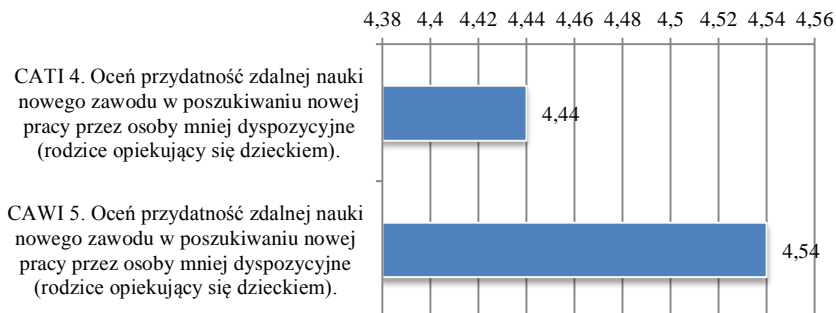 4,38 4,4 4,42 4,44 4,46 4,48 4,5 4,52 4,54 4,56
CATI 4. Oceń przydatność zdalnej nauki
nowego zawodu w poszukiwaniu nowej
pracy przez osoby mniej dyspozycyjne
(rodzice opiekujący się dzieckiem).
4,44
CAWI 5. Oceń przydatność zdalnej nauki
nowego zawodu w poszukiwaniu nowej
pracy przez osoby mniej dyspozycyjne
(rodzice opiekujący się dzieckiem).
4,54